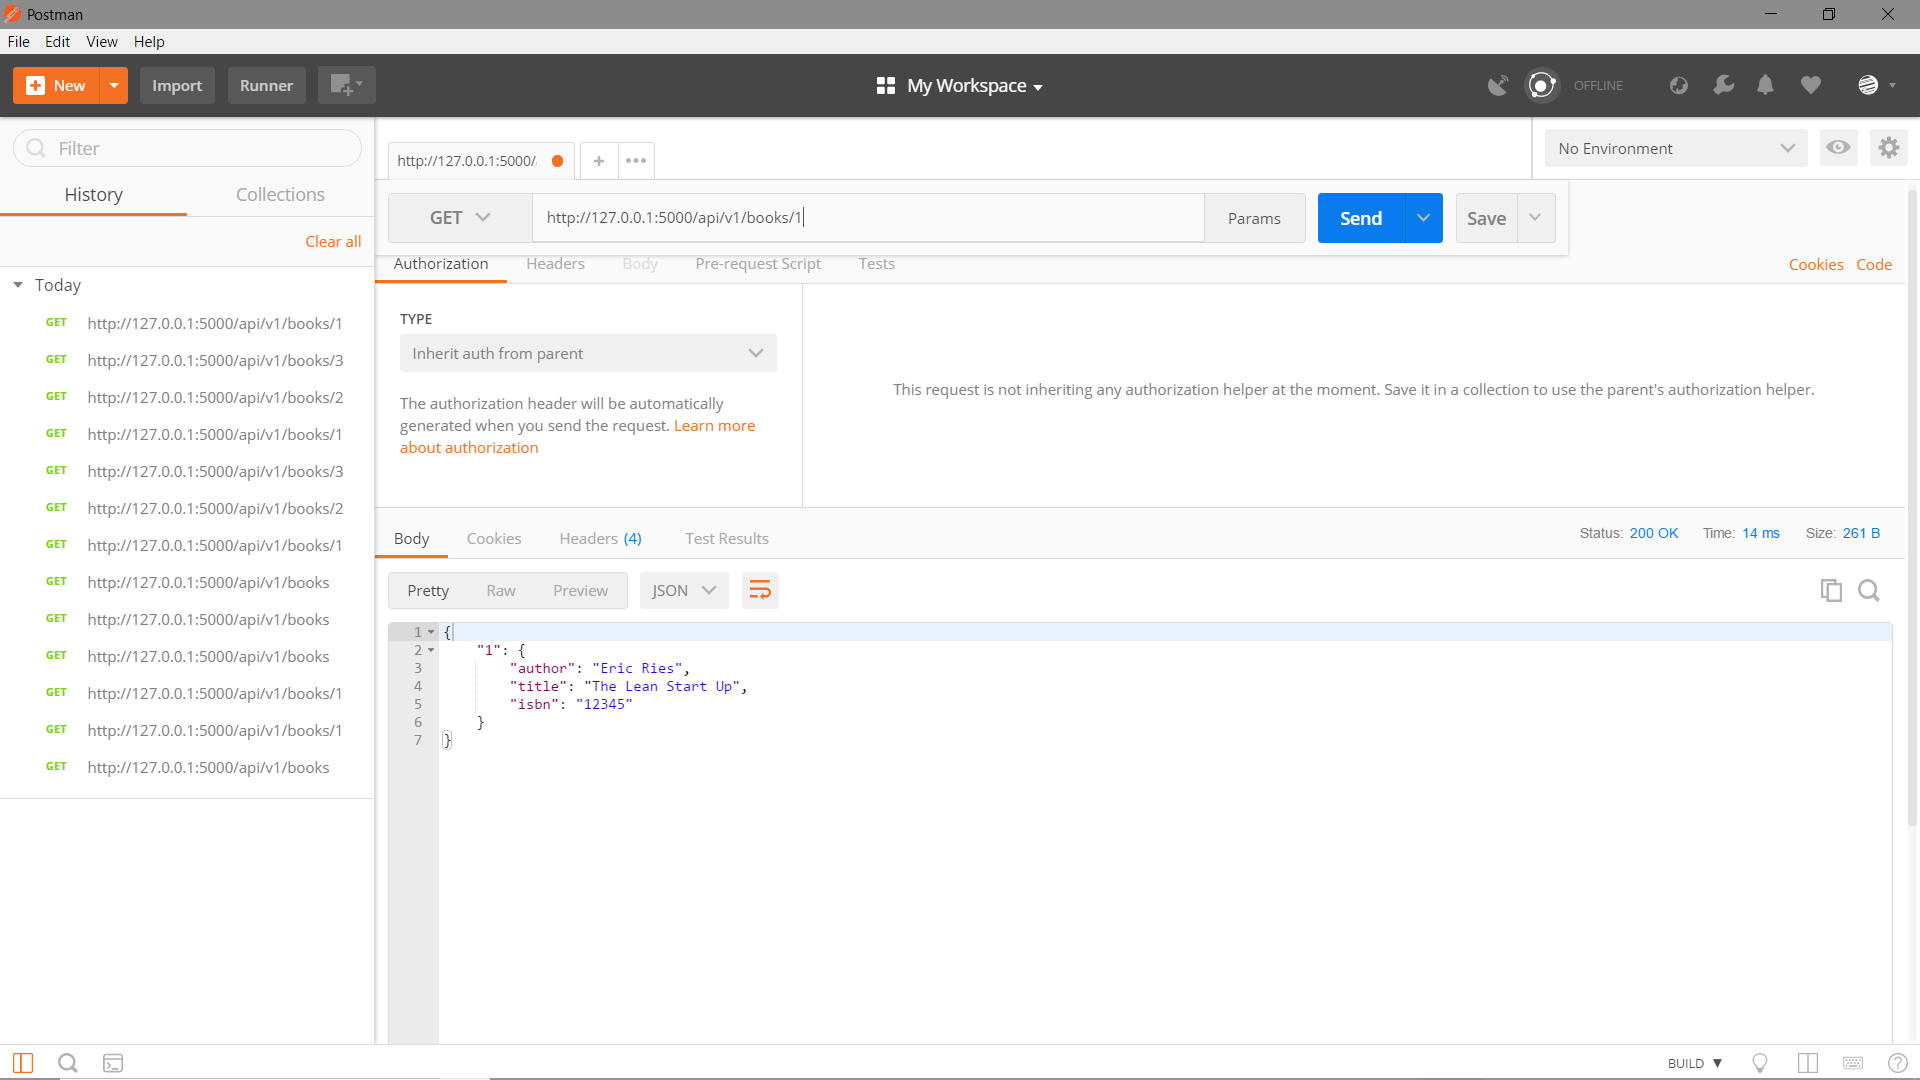 Postman
File Edit View Help
New Import Runner My Workspace OFFLINE
Filter
History Collections
Clear all
Today
GET http://127.0.0.1:5000/api/v1/books/1
GET http://127.0.0.1:5000/api/v1/books/3
GET http://127.0.0.1:5000/api/v1/books/2
GET http://127.0.0.1:5000/api/v1/books/1
GET http://127.0.0.1:5000/api/v1/books/3
GET http://127.0.0.1:5000/api/v1/books/2
GET http://127.0.0.1:5000/api/v1/books/1
GET http://127.0.0.1:5000/api/v1/books
GET http://127.0.0.1:5000/api/v1/books
GET http://127.0.0.1:5000/api/v1/books
GET http://127.0.0.1:5000/api/v1/books/1
GET http://127.0.0.1:5000/api/v1/books/1
GET http://127.0.0.1:5000/api/v1/books
http://127.0.0.1:5000/
No Environment
GET http://127.0.0.1:5000/api/v1/books/1 Params Send Save
Authorization Headers Body Pre-request Script Tests Cookies Code
TYPE
Inherit auth from parent
The authorization header will be automatically
generated when you send the request. Learn more
about authorization
This request is not inheriting any authorization helper at the moment. Save it in a collection to use the parent's authorization helper.
Body Cookies Headers (4) Test Results Status: 200 OK Time: 14 ms Size: 261 B
Pretty Raw Preview JSON
1 {
2 "1": {
3 "author": "Eric Ries",
4 "title": "The Lean Start Up",
5 "isbn": "12345"
6 }
7 }
BUILD